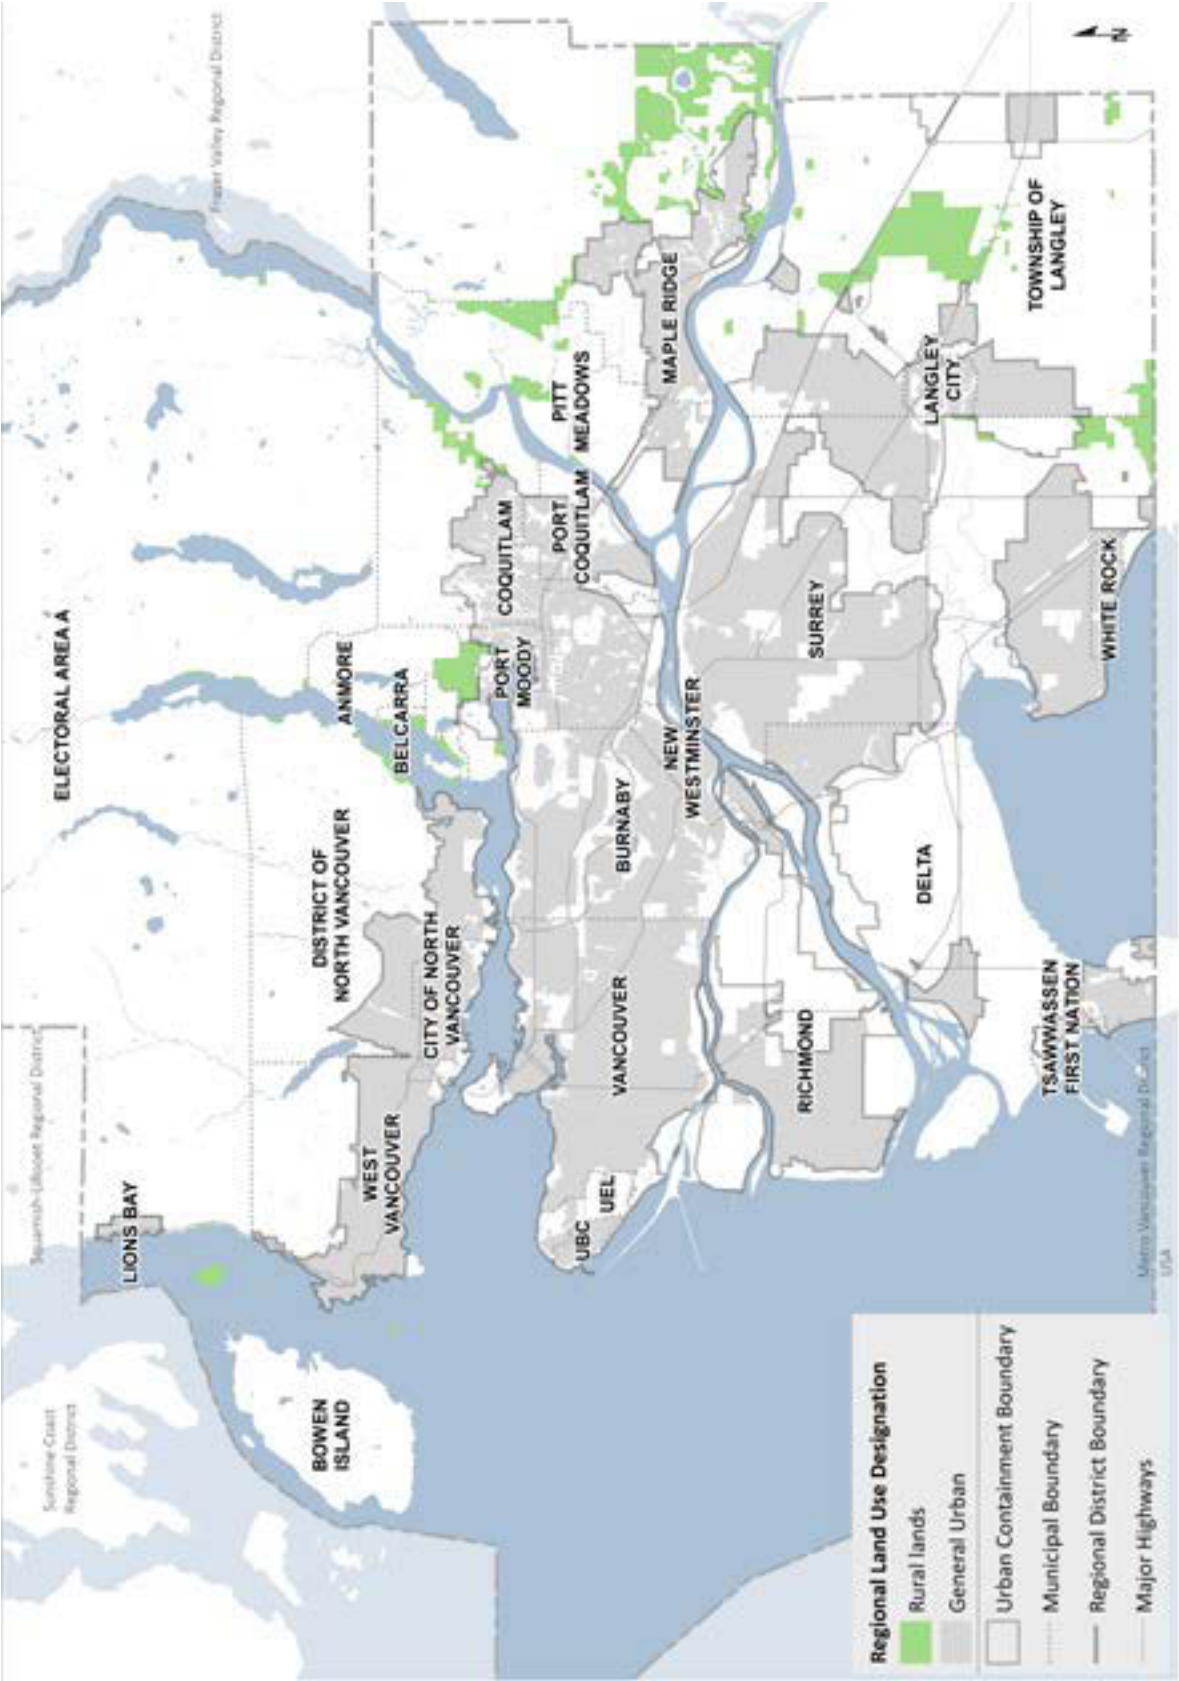 Squamish-Lillooet Regional District
Fraser Valley Regional District
Sunshine Coast
Regional District
ELECTORAL AREA A
LIONS BAY
BOWEN
ISLAND
WEST
VANCOUVER
DISTRICT OF
NORTH VANCOUVER
CITY OF NORTH
VANCOUVER
ANMORE
BELCARRA
PORT
MOODY
COQUITLAM
PORT
COQUITLAM
PITT
MEADOWS
MAPLE RIDGE
UBC
UEL
VANCOUVER
BURNABY
NEW
WESTMINSTER
RICHMOND
DELTA
SURREY
LANGLEY
CITY
TOWNSHIP OF
LANGLEY
WHITE ROCK
TSAWWASSEN
FIRST NATION
Metro Vancouver Regional District
USA
N
Regional Land Use Designation
Rural lands
General Urban
Urban Containment Boundary
Municipal Boundary
Regional District Boundary
Major Highways